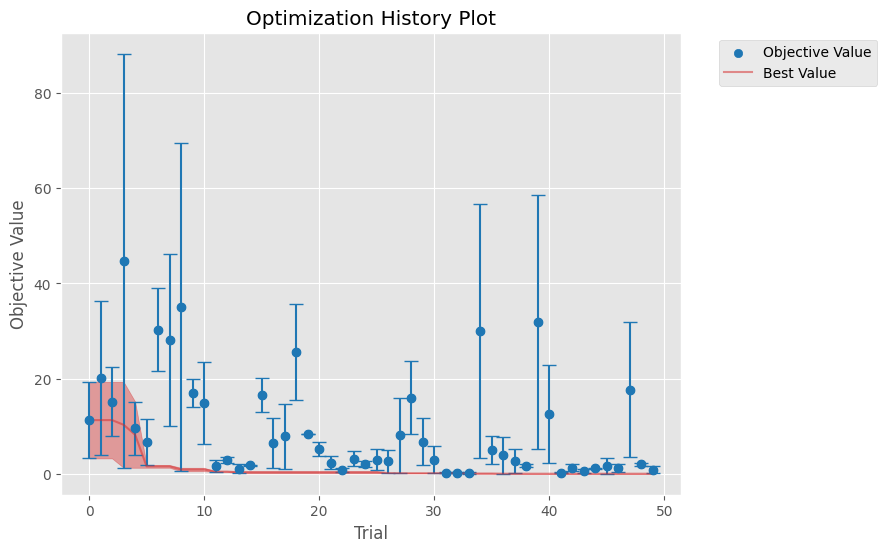 Optimization History Plot
Objective Value
Best Value
Objective Value
80
60
40
20
0
0 10 20 30 40 50
Trial